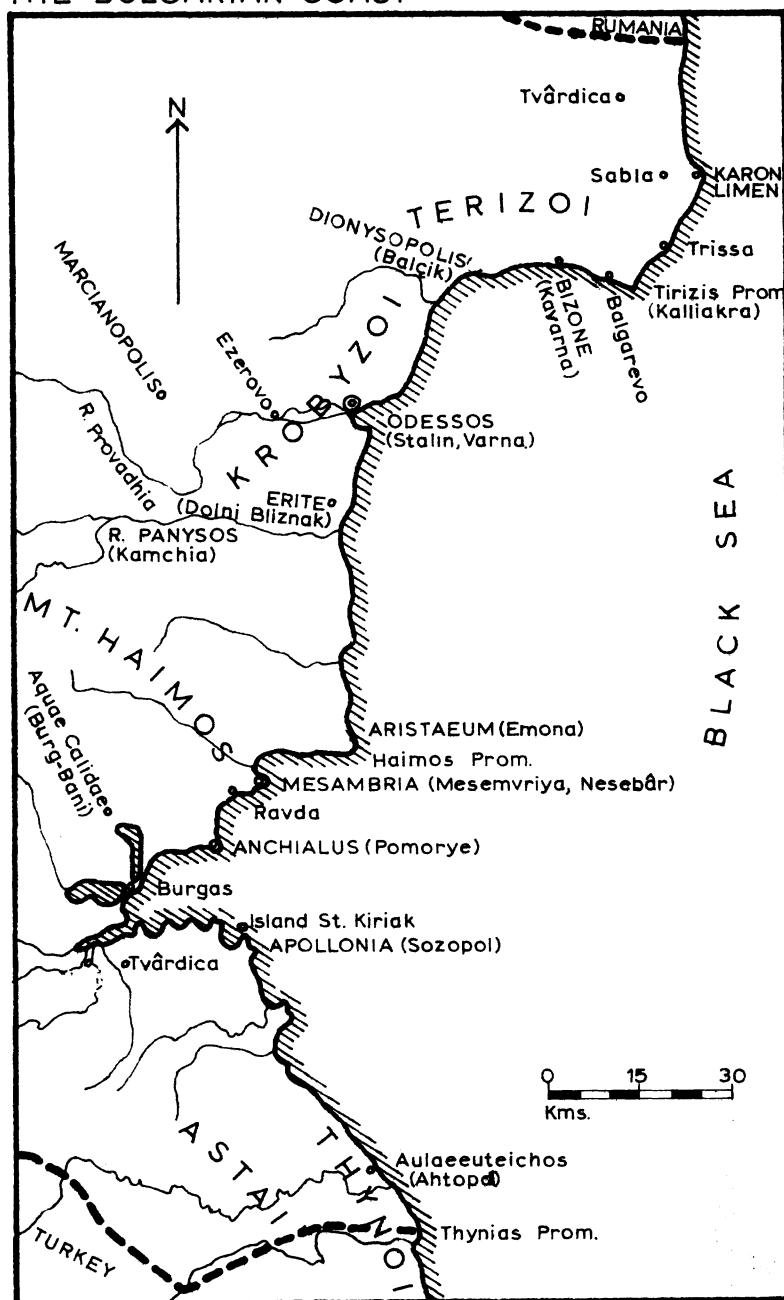 THE BULGARIAN COAST
RUMANIA
Tvârdica
N
Sabla
KARON
LIMEN
TERIZOI
DIONYSOPOLIS
(Balçik)
Trissa
MARCIANOPOLIS
Tirizis Prom.
(Kalliakra)
BIZONE
(Kavarna)
Balgarevo
Ezerovo
KROBYZOI
ODESSOS
(Stalin, Varna)
R. Provadhia
ERITE
(Dolni Bliznak)
R. PANYSOS
(Kamchia)
BLACK SEA
MT. HAIMOS
Aquae Calidae
(Burg-Bani)
ARISTAEUM (Emona)
Haimos Prom.
MESAMBRIA (Mesemvriya, Nesebâr)
Ravda
ANCHIALUS (Pomorye)
Burgas
Island St. Kiriak
APOLLONIA (Sozopol)
Tvârdica
0 15 30
Kms.
ASTAI
THYNOI
Aulaeeuteichos
(Ahtopol)
Thynias Prom.
TURKEY